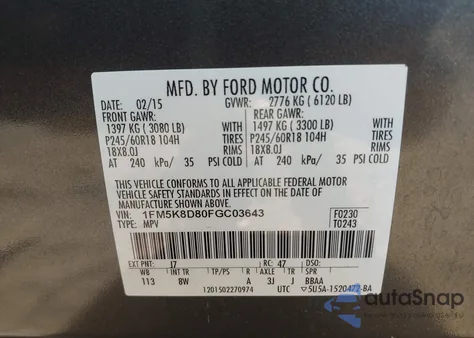 MFD. BY FORD MOTOR CO.
DATE: 02/15 GVWR: 2776 KG ( 6120 LB)
FRONT GAWR: REAR GAWR:
1397 KG ( 3080 LB) WITH 1497 KG ( 3300 LB) WITH
P245/60R18 104H TIRES P245/60R18 104H TIRES
18X8.0J RIMS 18X8.0J RIMS
AT 240 kPa/ 35 PSI COLD AT 240 kPa/ 35 PSI COLD
THIS VEHICLE CONFORMS TO ALL APPLICABLE FEDERAL MOTOR
VEHICLE SAFETY STANDARDS IN EFFECT ON THE DATE OF
MANUFACTURE SHOWN ABOVE.
VIN: 1FM5K8D80FGC03643 F0230
TYPE: MPV T0243
EXT PNT: J7 RC: 47 DSO:
WB INT TR TP/PS R AXLE TR SPR
113 8W A 3J J BBAA
1201502270974 UTC 5U5A-1520472-BA
autoSnap